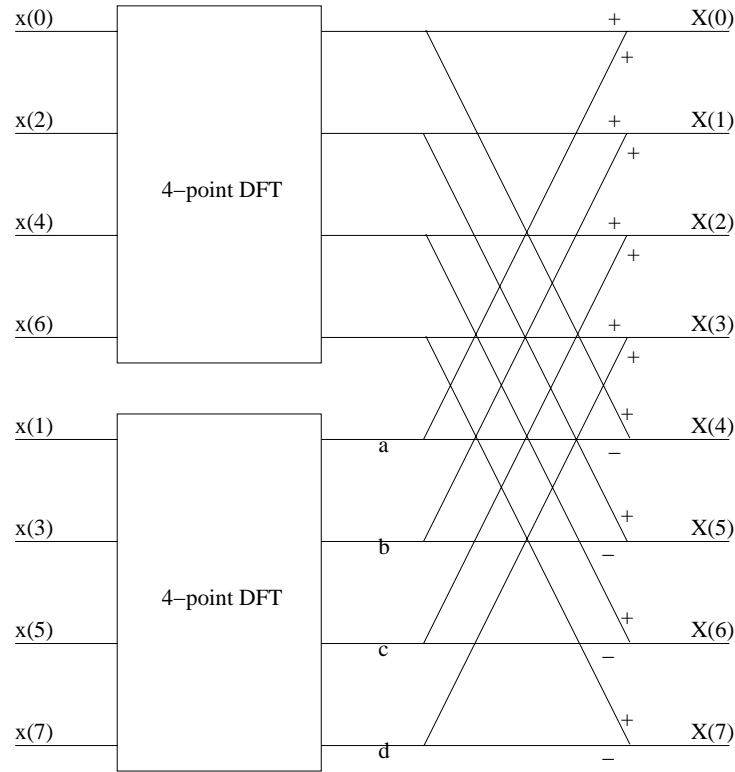 x(0) + X(0)
+
x(2) + X(1)
+
4−point DFT
x(4) + X(2)
+
x(6) + X(3)
+
+
x(1) a − X(4)
+
x(3) b − X(5)
4−point DFT
+
x(5) c − X(6)
+
x(7) d − X(7)